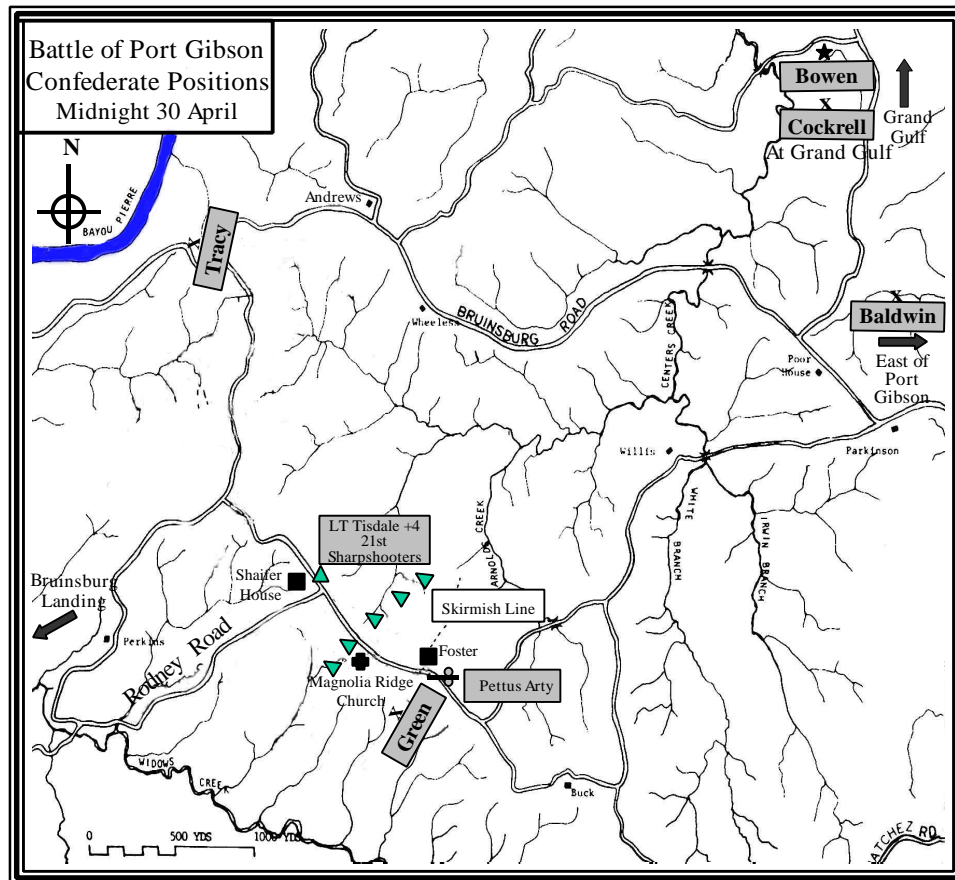 Battle of Port Gibson
Confederate Positions
Midnight 30 April
N
BAYOU PIERRE
Bowen
X
Cockrell
At Grand Gulf
Grand
Gulf
Andrews
X
Tracy
Wheeless
BRUINSBURG ROAD
CENTERS CREEK
X
Baldwin
East of
Port
Gibson
Poor
House
Parkinson
Willis
WHITE
BRANCH
IRWIN BRANCH
ARNOLDS CREEK
LT Tisdale +4
21st
Sharpshooters
Shaifer
House
Skirmish Line
Bruinsburg
Landing
Perkins
Rodney Road
Foster
Magnolia Ridge
Church
Pettus Arty
X
Green
WIDOWS
CREEK
Buck
0 500 YDS 1000 YDS
ATCHEZ RD